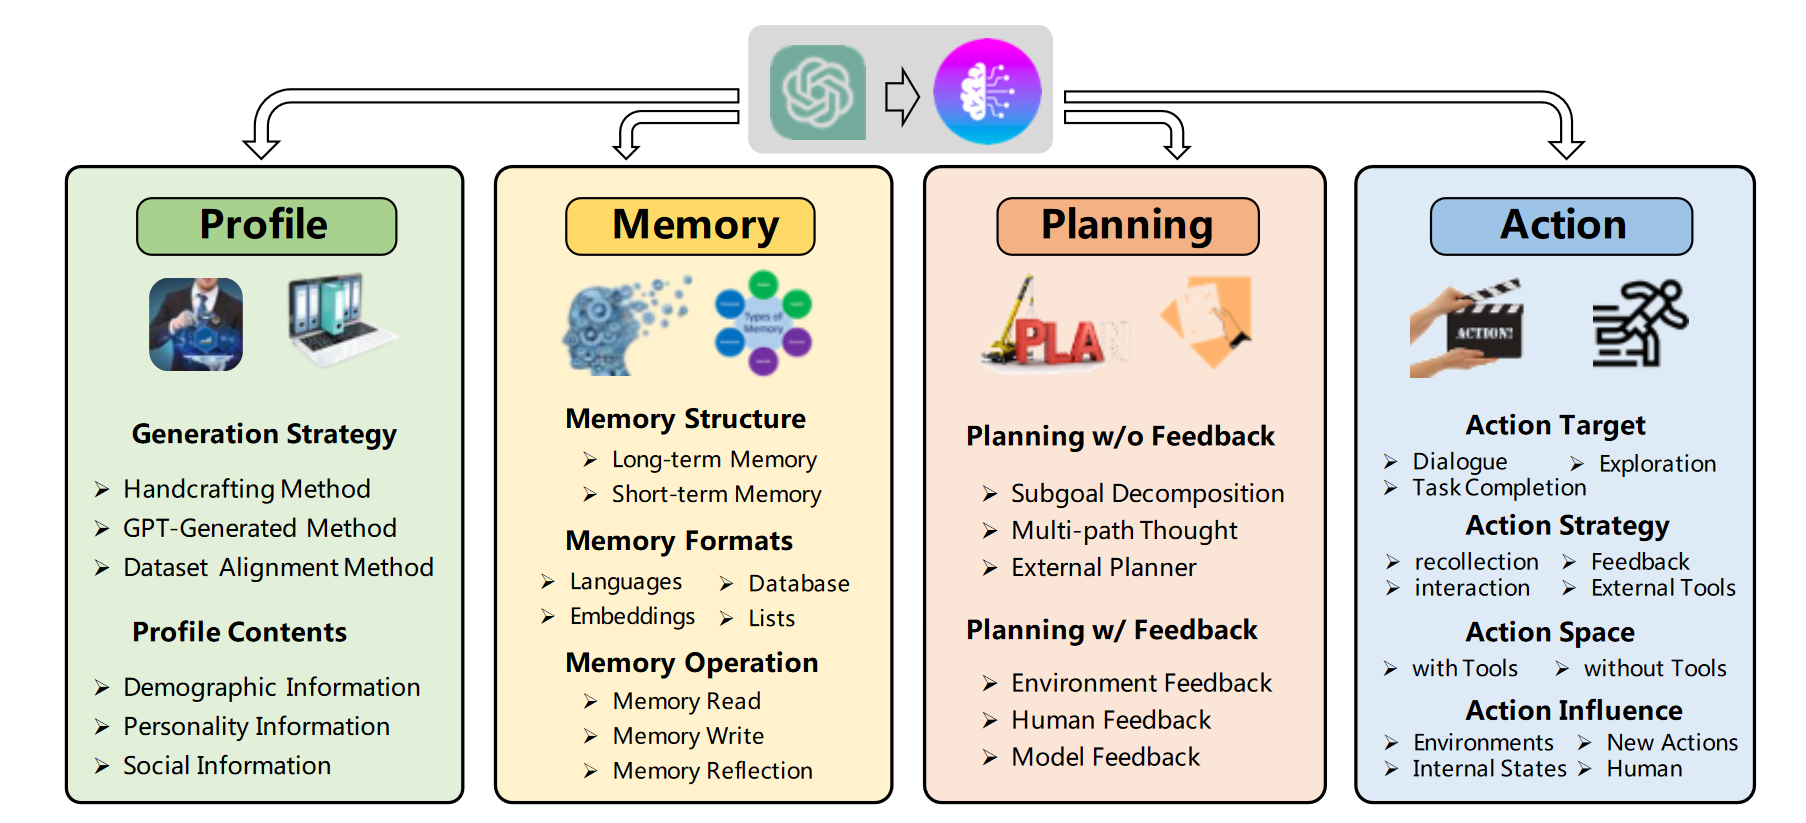 Profile
Generation Strategy
Handcrafting Method
GPT-Generated Method
Dataset Alignment Method
Profile Contents
Demographic Information
Personality Information
Social Information
Memory
Types of
Memory
Memory Structure
Long-term Memory
Short-term Memory
Memory Formats
Languages
Database
Embeddings
Lists
Memory Operation
Memory Read
Memory Write
Memory Reflection
Planning
PLAN
Planning w/o Feedback
Subgoal Decomposition
Multi-path Thought
External Planner
Planning w/ Feedback
Environment Feedback
Human Feedback
Model Feedback
Action
ACTION!
Action Target
Dialogue
Exploration
Task Completion
Action Strategy
recollection
Feedback
interaction
External Tools
Action Space
with Tools
without Tools
Action Influence
Environments
New Actions
Internal States
Human